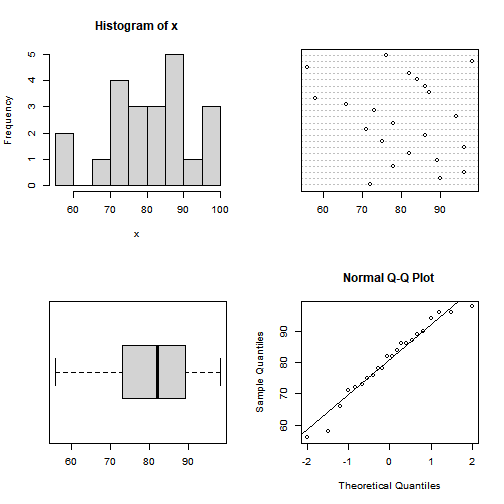 Histogram of x
Frequency
5
4
3
2
1
0
60 70 80 90 100
x
60 70 80 90
60 70 80 90
Normal Q-Q Plot
Sample Quantiles
90
80
70
60
-2 -1 0 1 2
Theoretical Quantiles